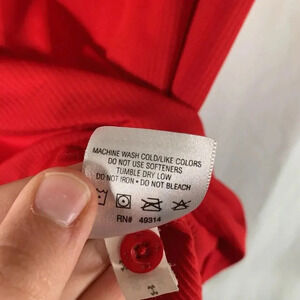 MACHINE WASH COLD/LIKE COLORS
DO NOT USE SOFTENERS
TUMBLE DRY LOW
DO NOT IRON • DO NOT BLEACH
RN# 49314